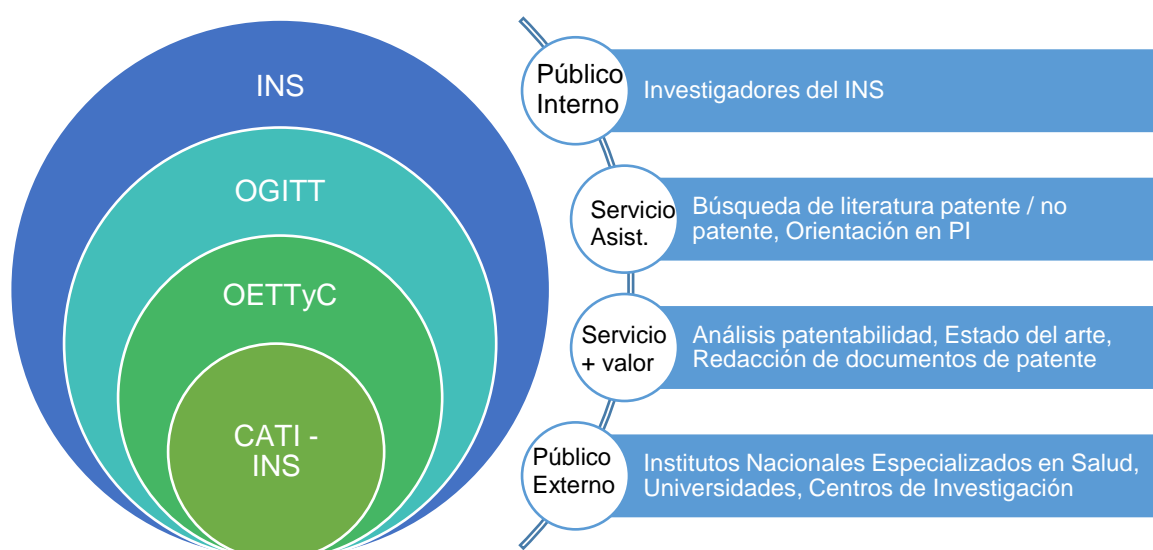 INS
OGITT
OETTyC
CATI -
INS
Público
Interno
Investigadores del INS
Servicio
Asist.
Búsqueda de literatura patente / no
patente, Orientación en PI
Servicio
+ valor
Análisis patentabilidad, Estado del arte,
Redacción de documentos de patente
Público
Externo
Institutos Nacionales Especializados en Salud,
Universidades, Centros de Investigación